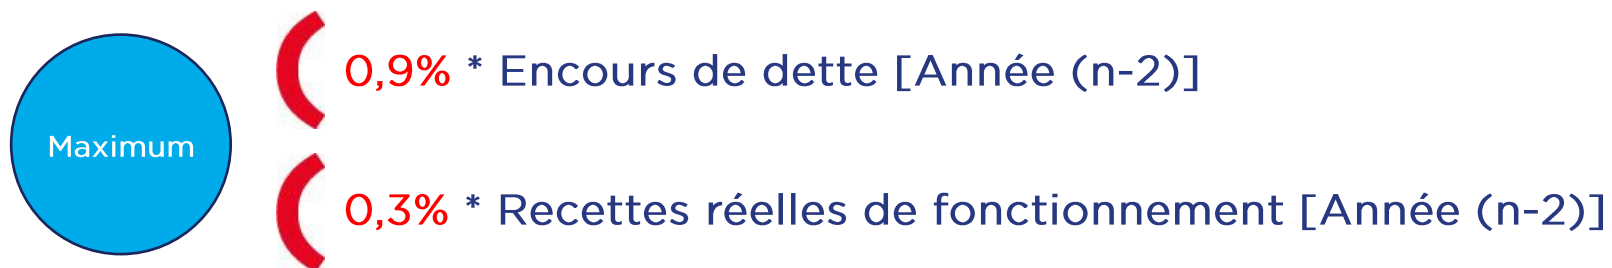 0,9% * Encours de dette [Année (n-2)]
Maximum
0,3% * Recettes réelles de fonctionnement [Année (n-2)]